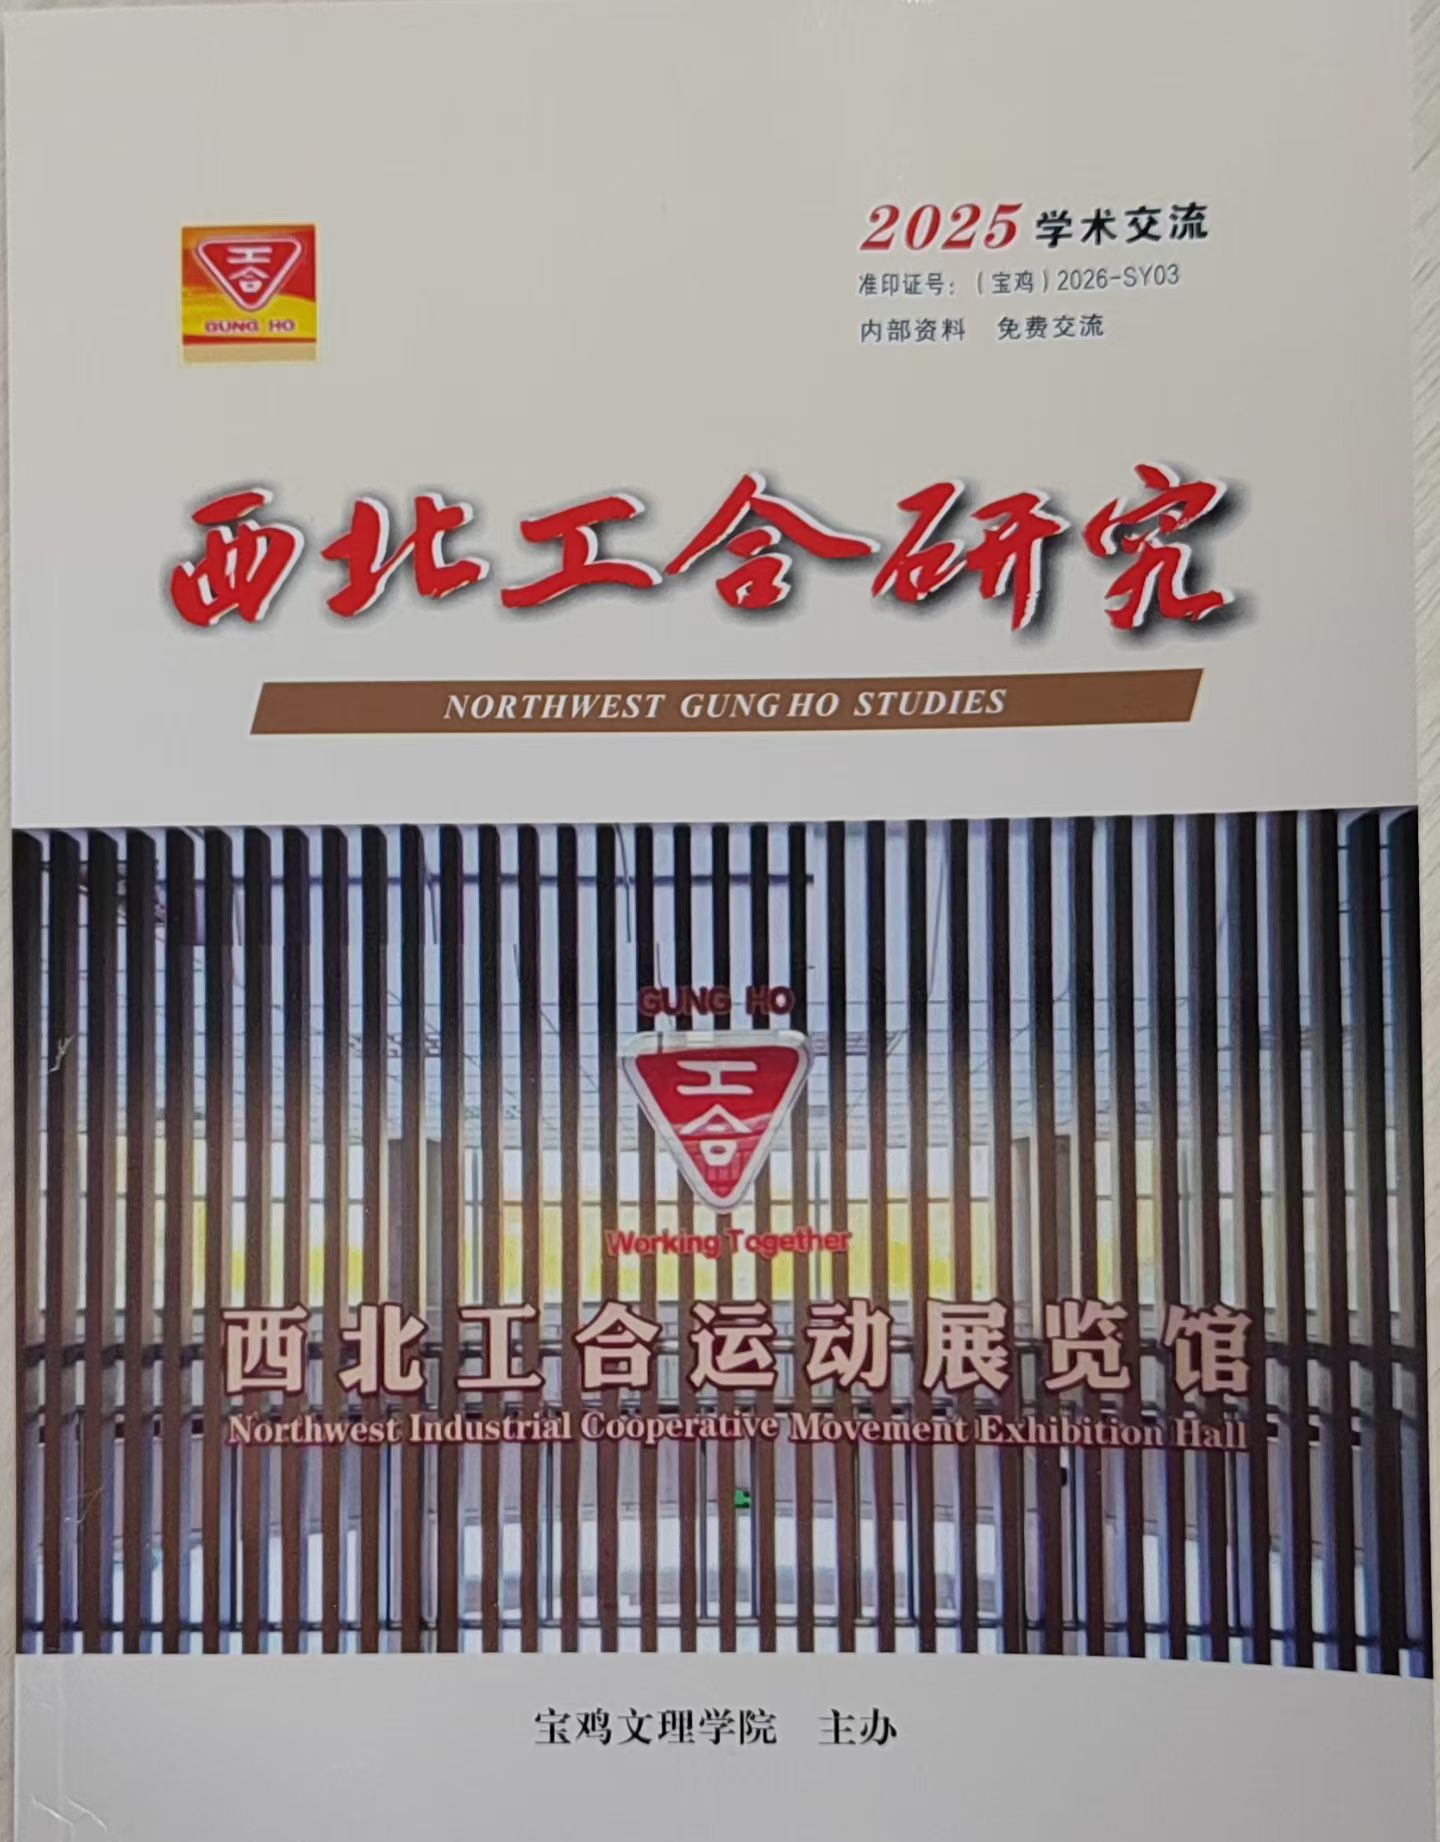 2025 学术交流
准印证号：（宝鸡）2026-SY03
内部资料 免费交流
工
合
GUNG HO
西北工合研究
NORTHWEST GUNG HO STUDIES
GUNG HO
工
合
Working Together
西北工合运动展览馆
Northwest Industrial Cooperative Movement Exhibition Hall
宝鸡文理学院 主办